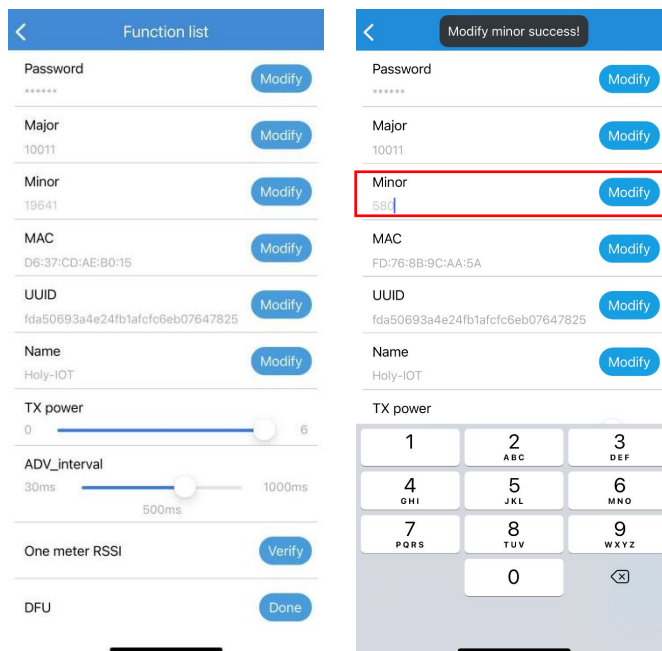 Function list
Password
******
Modify
Major
10011
Modify
Minor
19641
Modify
MAC
D6:37:CD:AE:B0:15
Modify
UUID
fda50693a4e24fb1afcfc6eb07647825
Modify
Name
Holy-IOT
Modify
TX power
0
6
ADV_interval
30ms
1000ms
500ms
One meter RSSI
Verify
DFU
Done
Modify minor success!
Password
******
Modify
Major
10011
Modify
Minor
580
Modify
MAC
FD:76:8B:9C:AA:5A
Modify
UUID
fda50693a4e24fb1afcfc6eb07647825
Modify
Name
Holy-IOT
Modify
TX power
1
2
ABC
3
DEF
4
GHI
5
JKL
6
MNO
7
PQRS
8
TUV
9
WXYZ
0